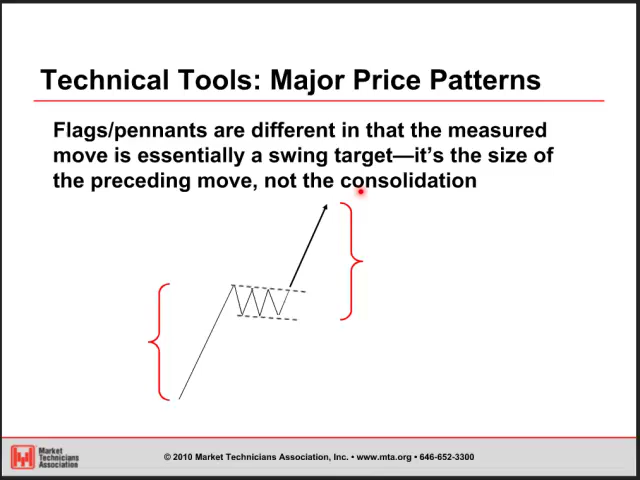 Technical Tools: Major Price Patterns
Flags/pennants are different in that the measured
move is essentially a swing target—it's the size of
the preceding move, not the consolidation
Market
Technicians
Association
© 2010 Market Technicians Association, Inc. • www.mta.org • 646-652-3300